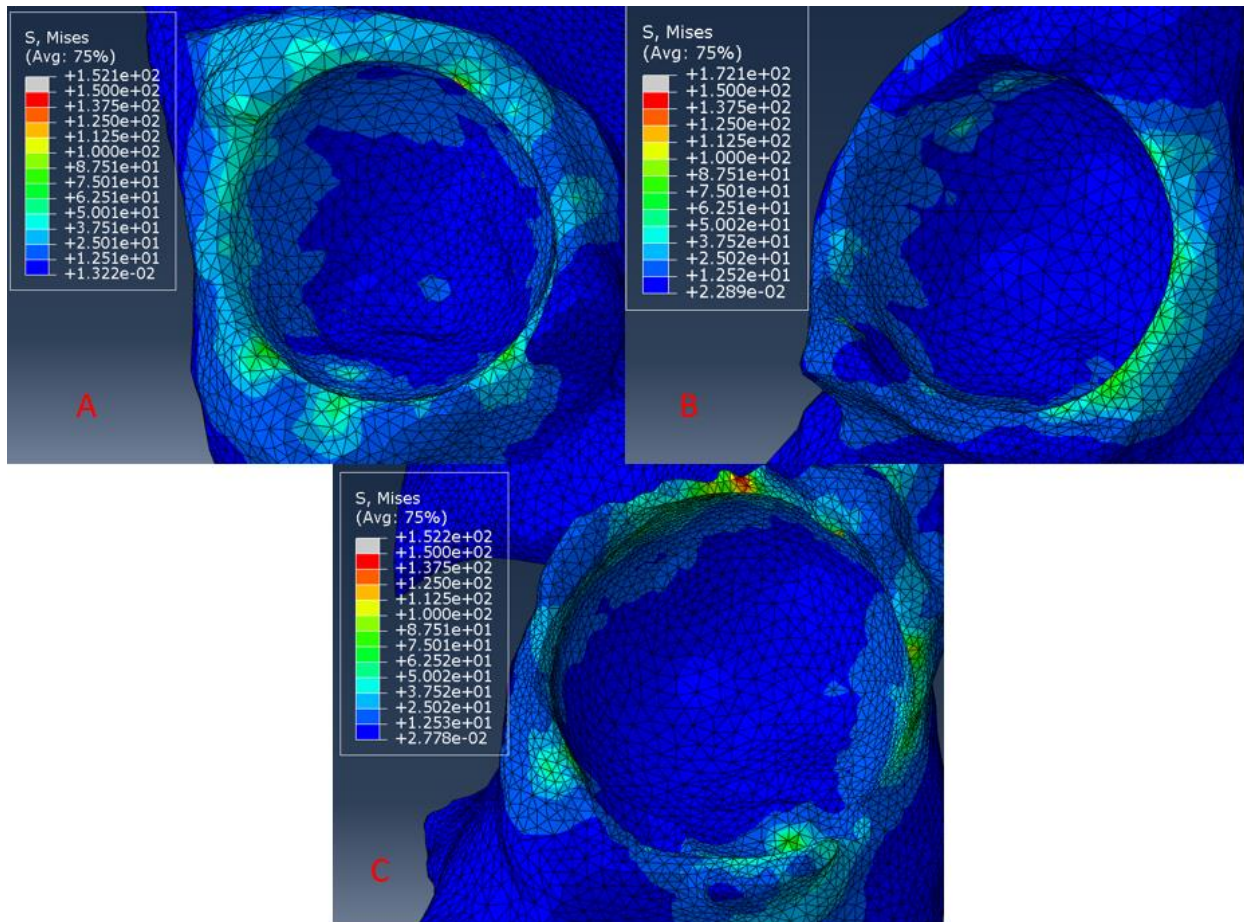 S, Mises
(Avg: 75%)
+1.521e+02
+1.500e+02
+1.375e+02
+1.250e+02
+1.125e+02
+1.000e+02
+8.751e+01
+7.501e+01
+6.251e+01
+5.001e+01
+3.751e+01
+2.501e+01
+1.251e+01
+1.322e-02
A
S, Mises
(Avg: 75%)
+1.721e+02
+1.500e+02
+1.375e+02
+1.250e+02
+1.125e+02
+1.000e+02
+8.751e+01
+7.501e+01
+6.251e+01
+5.002e+01
+3.752e+01
+2.502e+01
+1.252e+01
+2.289e-02
B
S, Mises
(Avg: 75%)
+1.522e+02
+1.500e+02
+1.375e+02
+1.250e+02
+1.125e+02
+1.000e+02
+8.751e+01
+7.501e+01
+6.252e+01
+5.002e+01
+3.752e+01
+2.502e+01
+1.253e+01
+2.778e-02
C